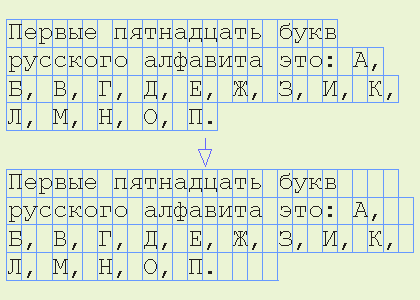 Первые пятнадцать букв
русского алфавита это: А,
Б, В, Г, Д, Е, Ж, З, И, К,
Л, М, Н, О, П.
Первые пятнадцать букв
русского алфавита это: А,
Б, В, Г, Д, Е, Ж, З, И, К,
Л, М, Н, О, П.